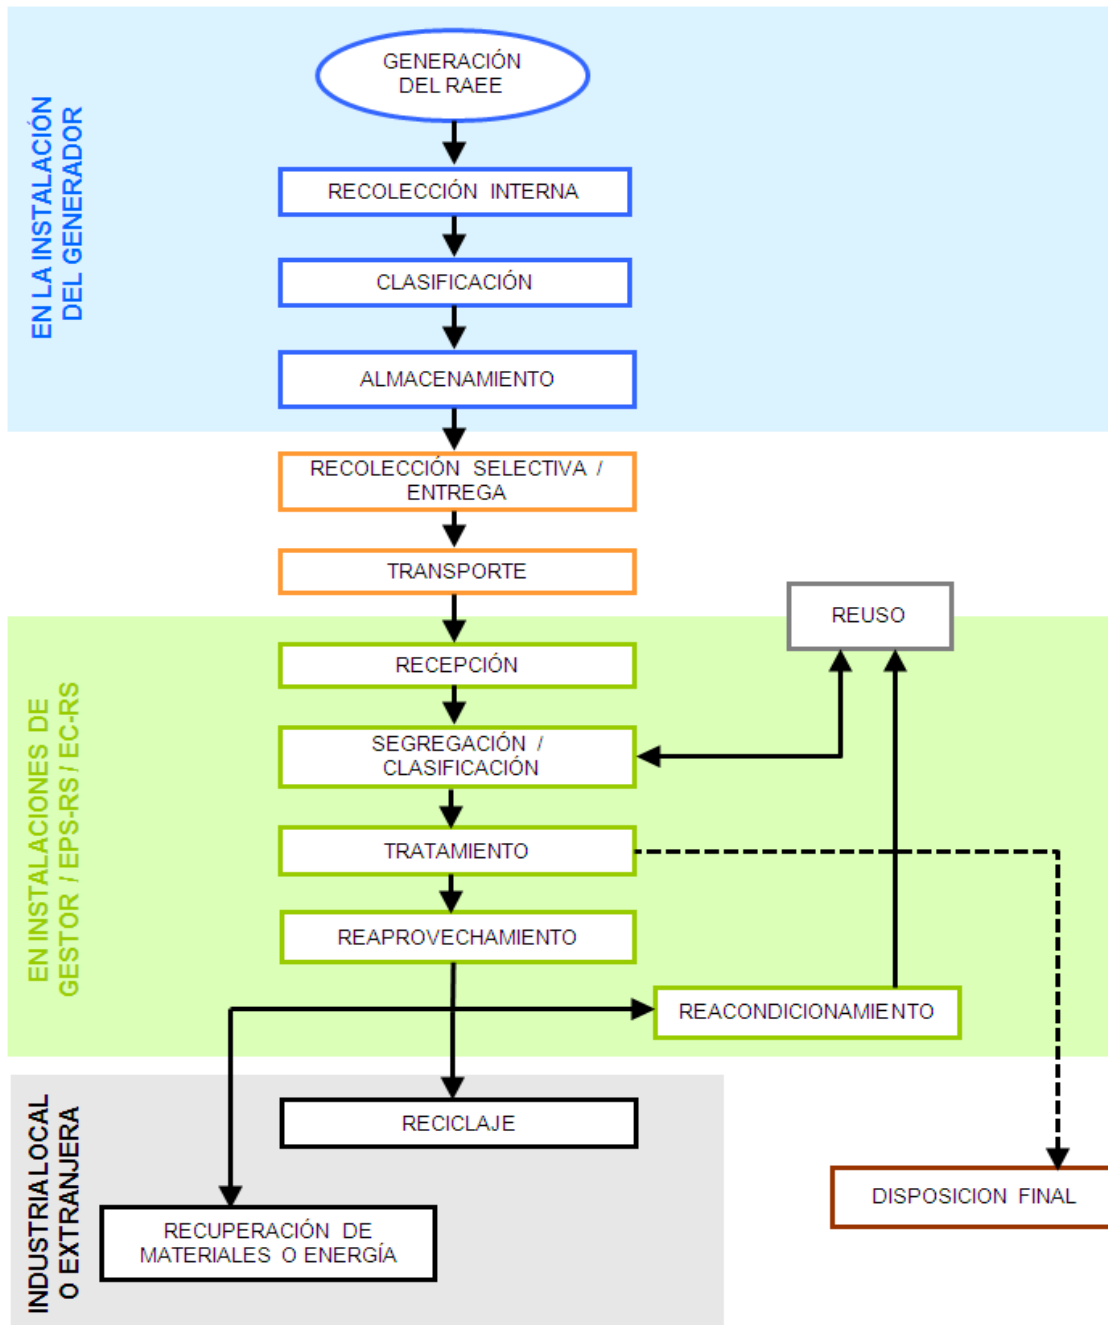 EN LA INSTALACIÓN
DEL GENERADOR
GENERACIÓN
DEL RAEE
RECOLECCIÓN INTERNA
CLASIFICACIÓN
ALMACENAMIENTO
RECOLECCIÓN SELECTIVA /
ENTREGA
TRANSPORTE
EN INSTALACIONES DE
GESTOR / EPS-RS / EC-RS
REUSO
RECEPCIÓN
SEGREGACIÓN /
CLASIFICACIÓN
TRATAMIENTO
REAPROVECHAMIENTO
REACONDICIONAMIENTO
INDUSTRIA LOCAL
O EXTRANJERA
RECICLAJE
DISPOSICION FINAL
RECUPERACIÓN DE
MATERIALES O ENERGÍA